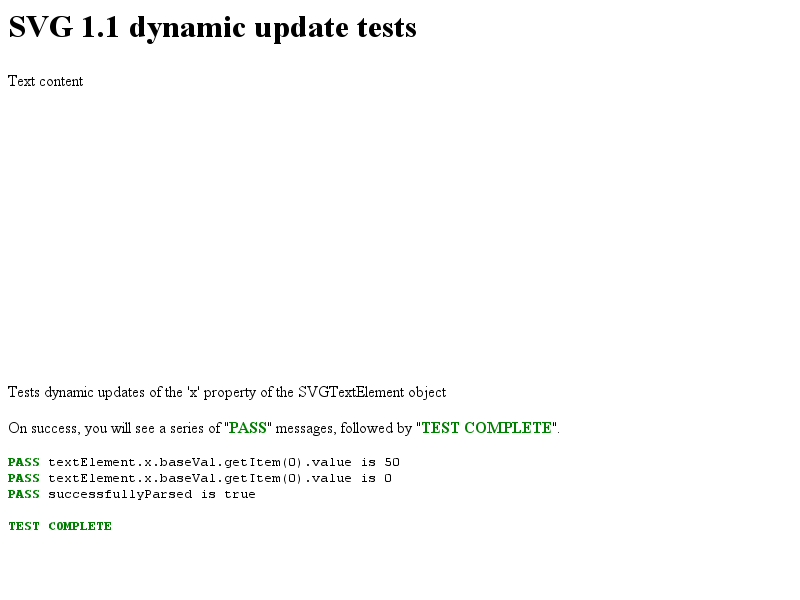 SVG 1.1 dynamic update tests
Text content
Tests dynamic updates of the 'x' property of the SVGTextElement object
On success, you will see a series of "PASS" messages, followed by "TEST COMPLETE".
PASS textElement.x.baseVal.getItem(0).value is 50
PASS textElement.x.baseVal.getItem(0).value is 0
PASS successfullyParsed is true
TEST COMPLETE